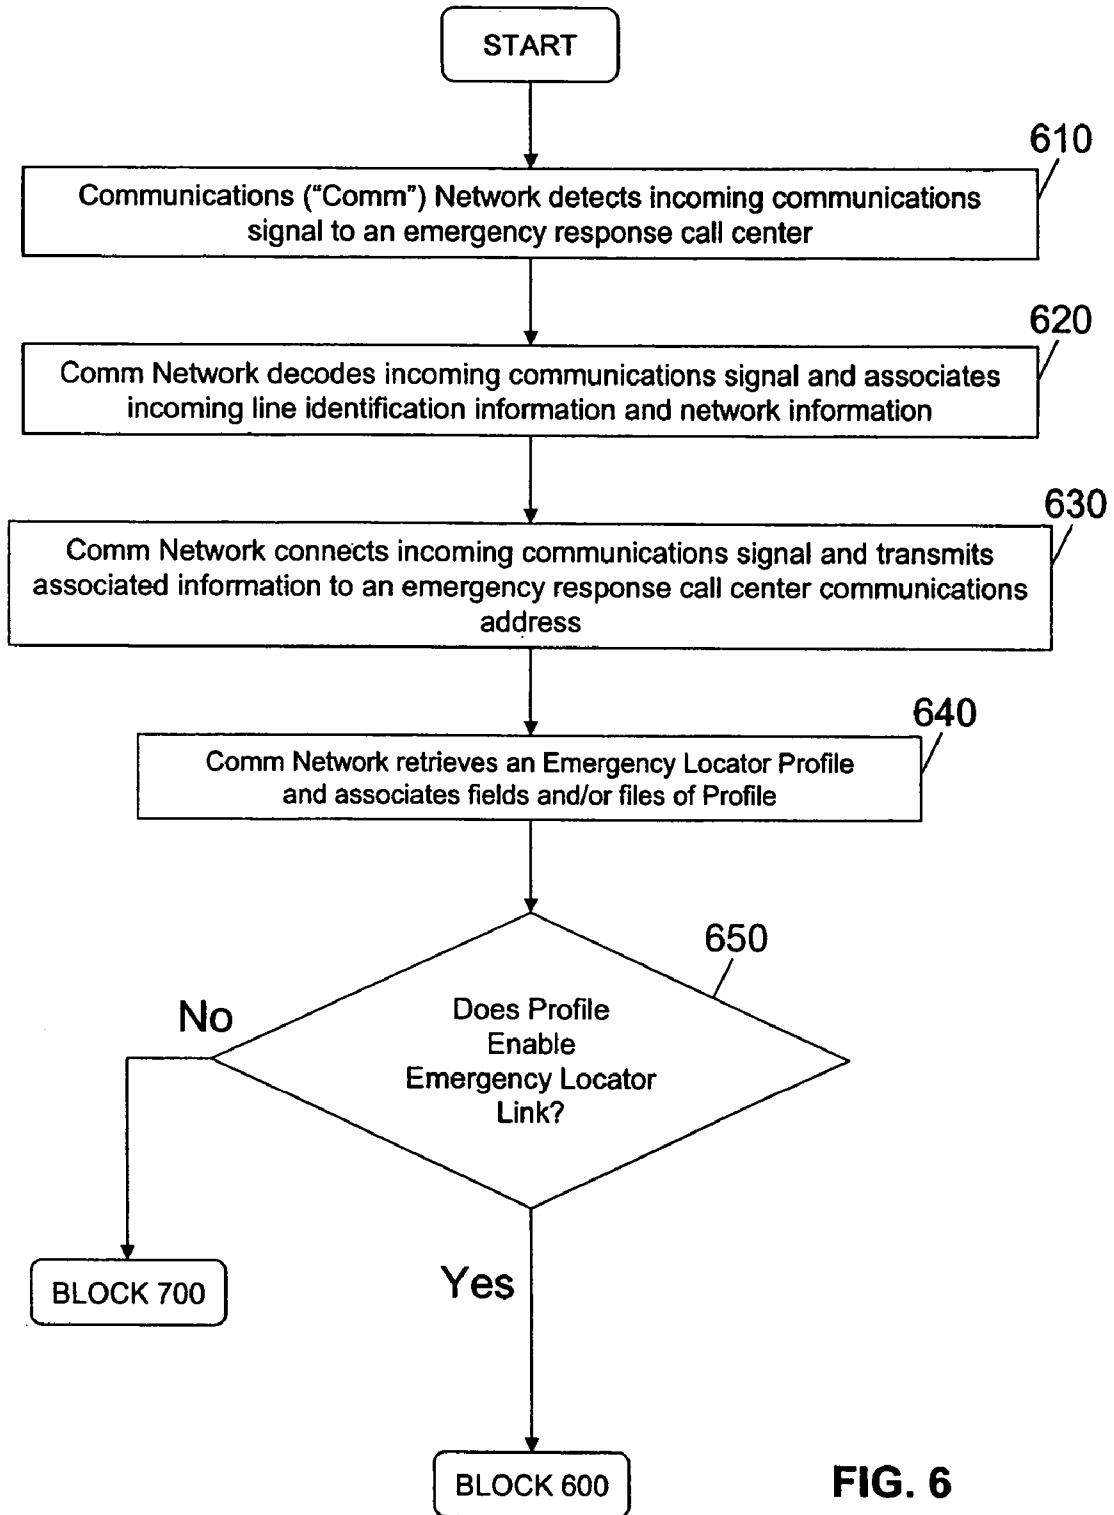 START
610
Communications ("Comm") Network detects incoming communications
signal to an emergency response call center
620
Comm Network decodes incoming communications signal and associates
incoming line identification information and network information
630
Comm Network connects incoming communications signal and transmits
associated information to an emergency response call center communications
address
640
Comm Network retrieves an Emergency Locator Profile
and associates fields and/or files of Profile
650
Does Profile
Enable
Emergency Locator
Link?
No
BLOCK 700
Yes
BLOCK 600
FIG. 6